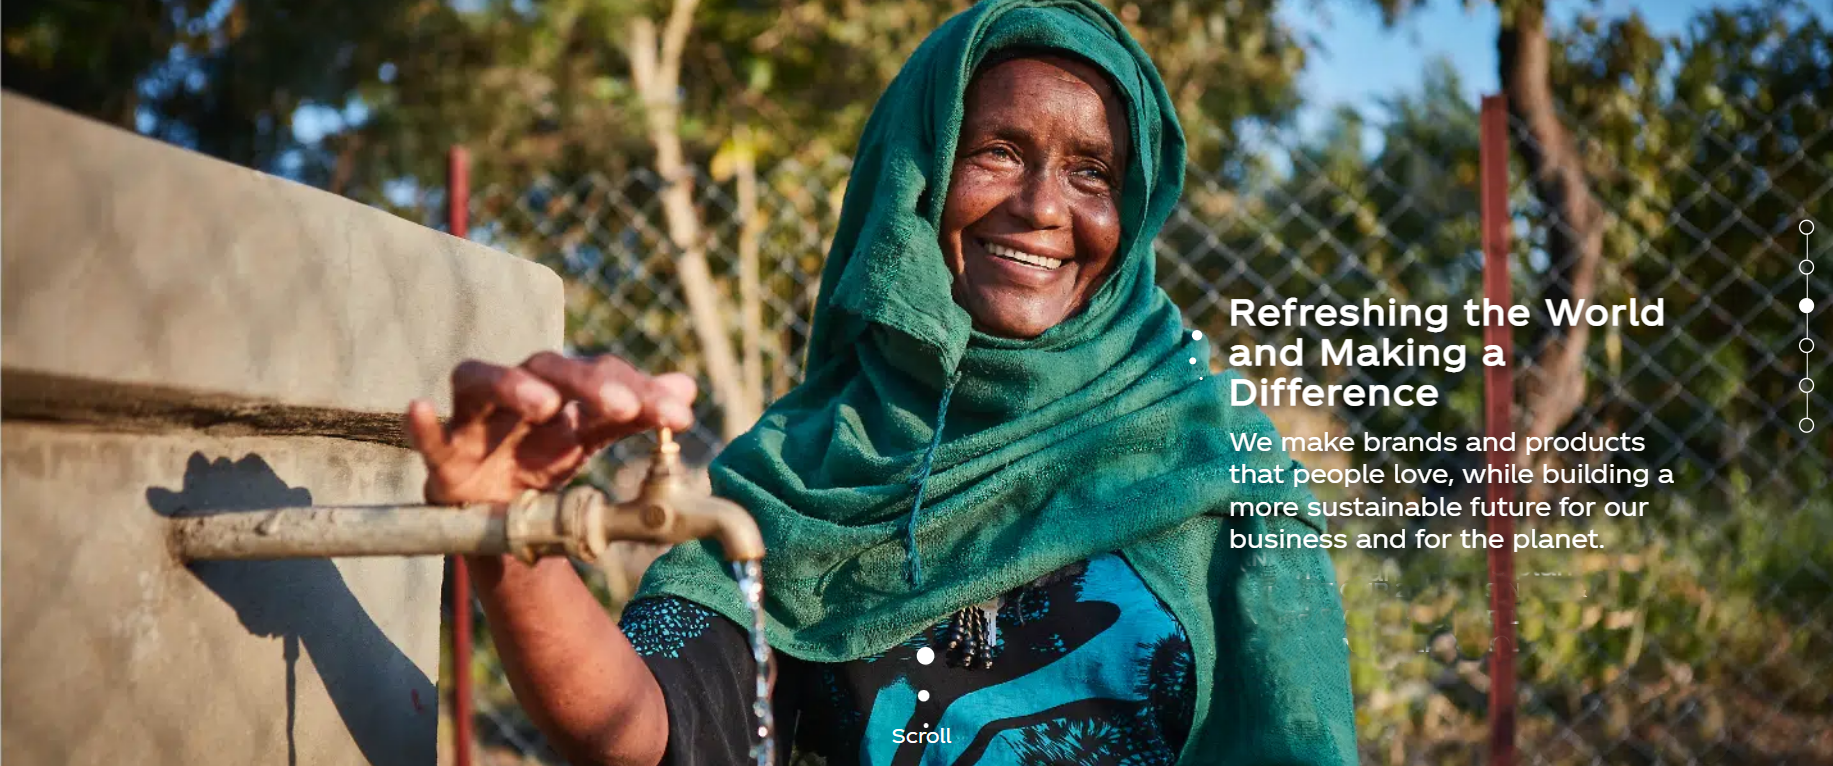 Refreshing the World
and Making a
Difference
We make brands and products
that people love, while building a
more sustainable future for our
business and for the planet.
Scroll